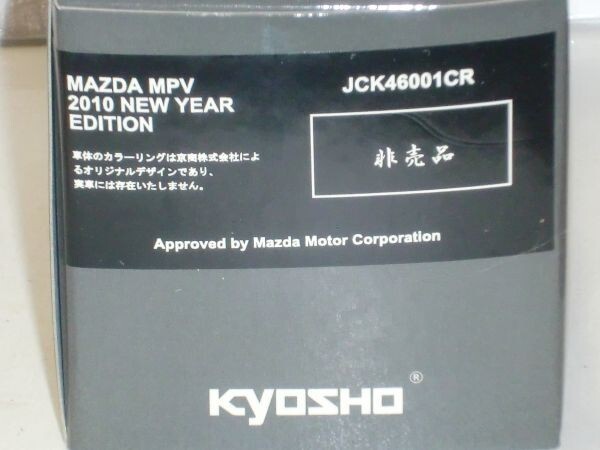 MAZDA MPV
2010 NEW YEAR
EDITION
車体のカラーリングは京商株式会社によ
るオリジナルデザインであり、
実車には存在いたしません。
JCK46001CR
非売品
Approved by Mazda Motor Corporation
KYOSHO®